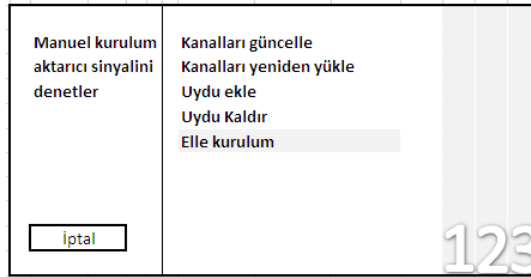 Manuel kurulum
aktarıcı sinyalini
denetler
Kanalları güncelle
Kanalları yeniden yükle
Uydu ekle
Uydu Kaldır
Elle kurulum
İptal
123